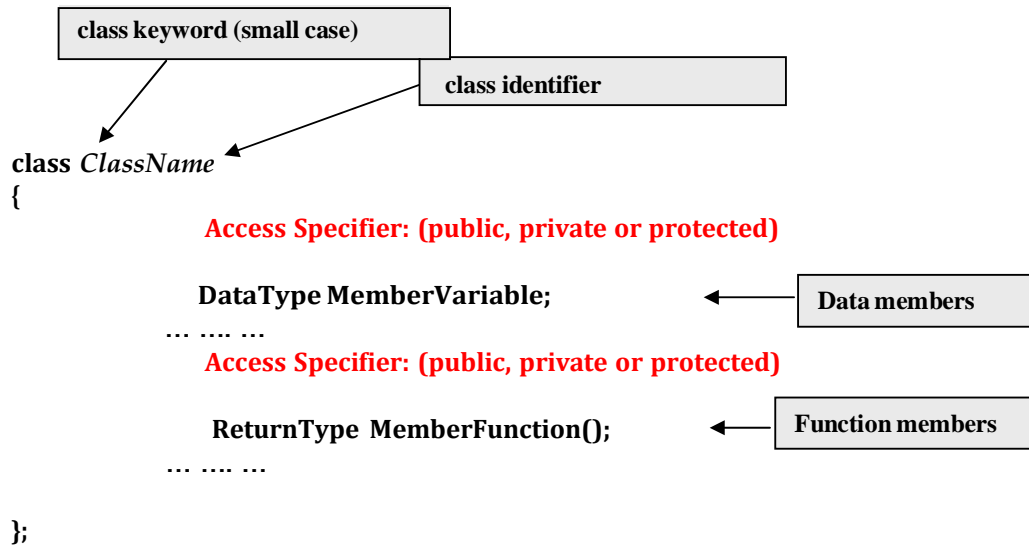 class keyword (small case)
class identifier
class ClassName
{
Access Specifier: (public, private or protected)
DataType MemberVariable;
Data members
... .... ...
Access Specifier: (public, private or protected)
ReturnType MemberFunction();
Function members
... .... ...
};